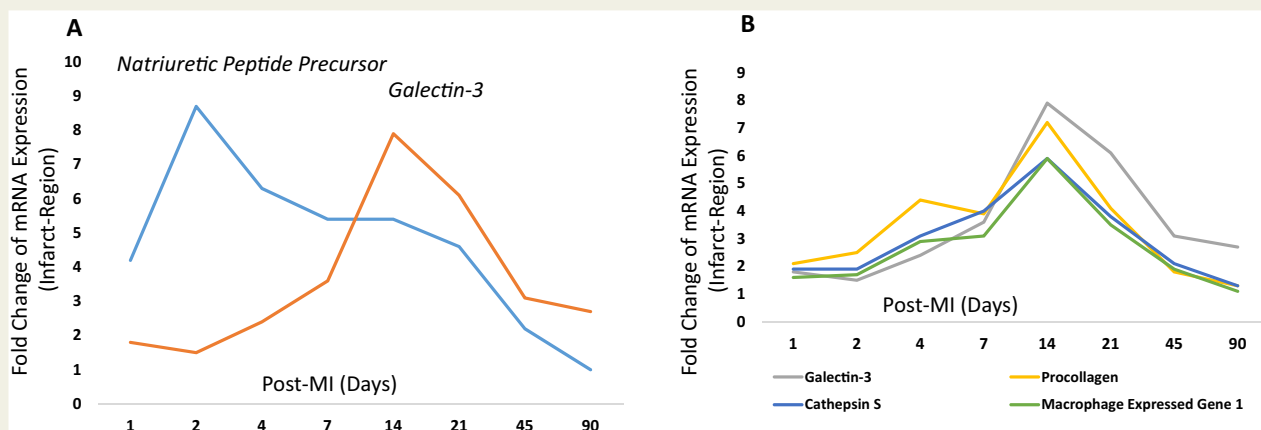 A
Fold Change of mRNA Expression
(Infarct-Region)
10
9
8
7
6
5
4
3
2
1
0
Natriuretic Peptide Precursor
Galectin-3
Post-MI (Days)
1 2 4 7 14 21 45 90
B
Fold Change of mRNA Expression
(Infarct-Region)
9
8
7
6
5
4
3
2
1
0
Post-MI (Days)
1 2 4 7 14 21 45 90
Galectin-3 Procollagen
Cathepsin S Macrophage Expressed Gene 1